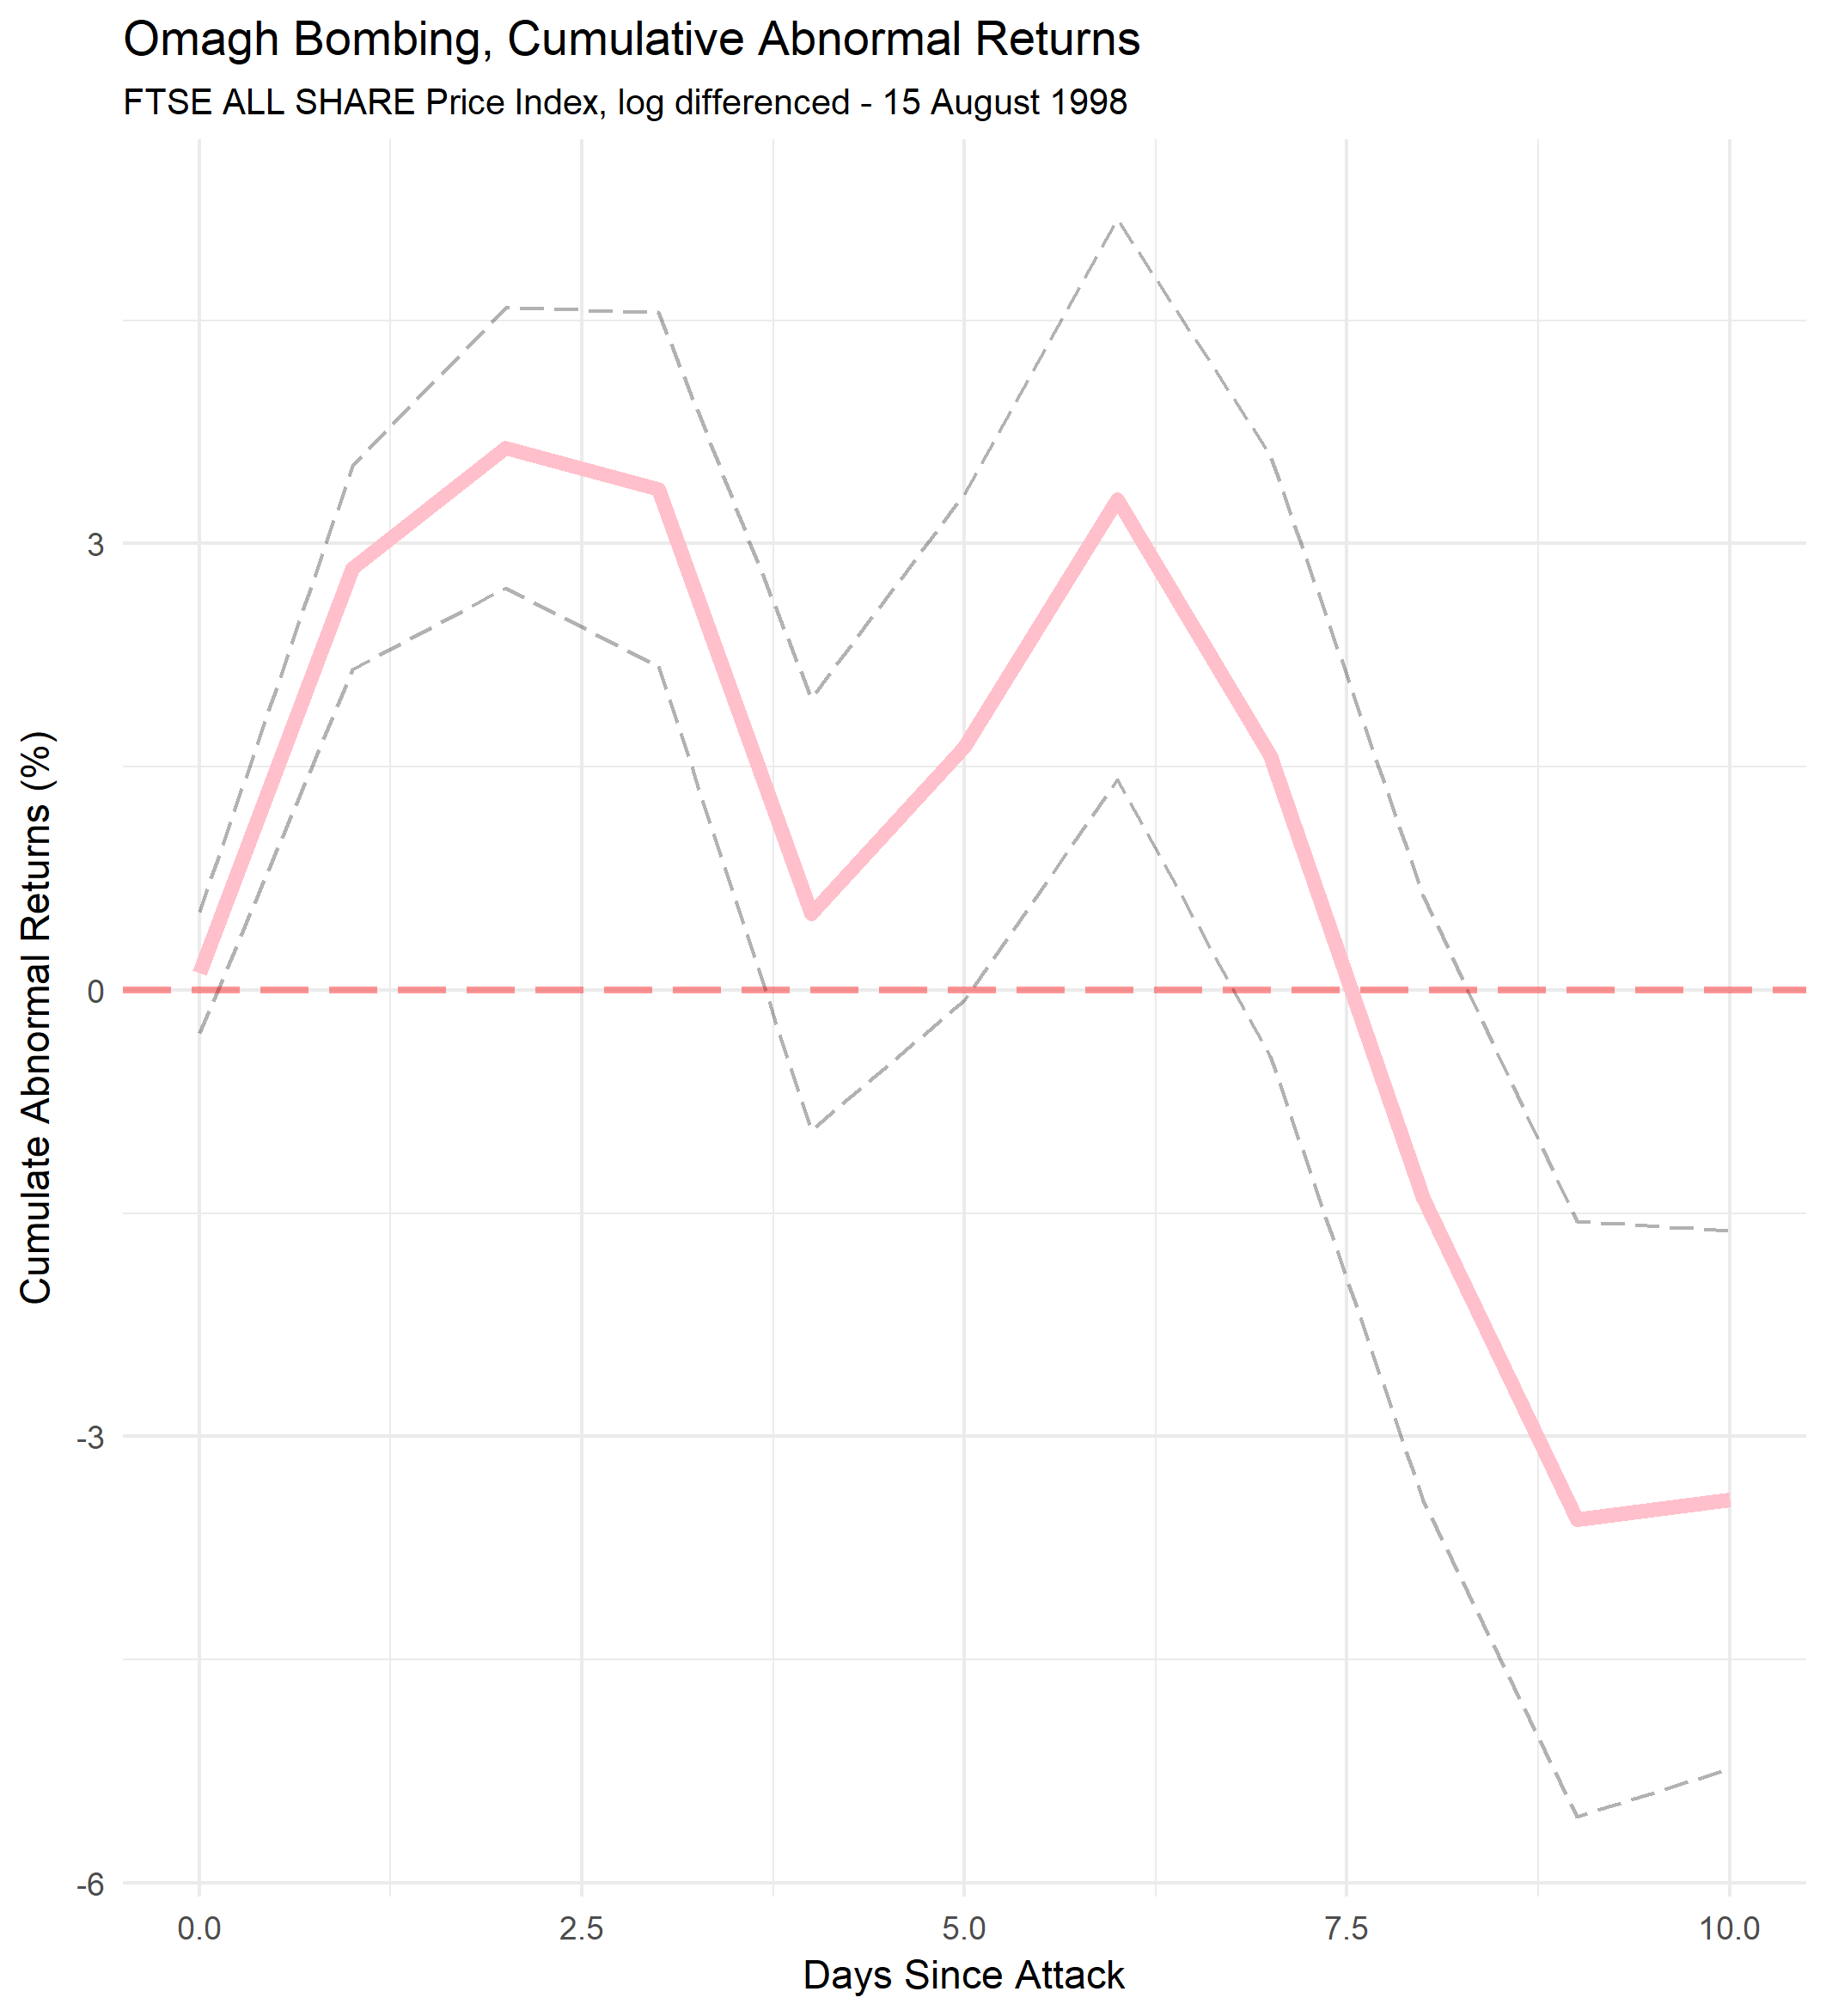 Omagh Bombing, Cumulative Abnormal Returns
FTSE ALL SHARE Price Index, log differenced - 15 August 1998
Cumulate Abnormal Returns (%)
3
0
-3
-6
0.0 2.5 5.0 7.5 10.0
Days Since Attack